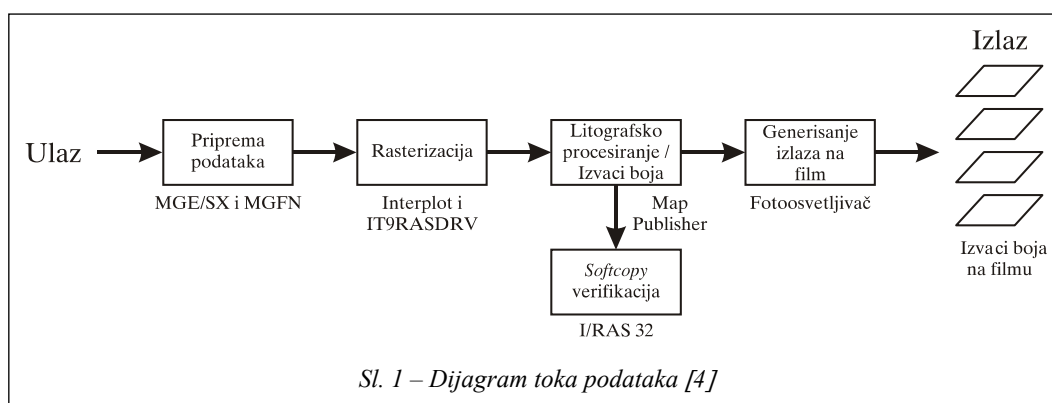 Ulaz
Priprema
podataka
MGE/SX i MGFN
Rasterizacija
Interplot i
IT9RASDRV
Litografsko
procesiranje /
Izvaci boja
Map
Publisher
Softcopy
verifikacija
I/RAS 32
Generisanje
izlaza na
film
Fotoosvetljivač
Izlaz
Izvaci boja
na filmu
Sl. 1 – Dijagram toka podataka [4]